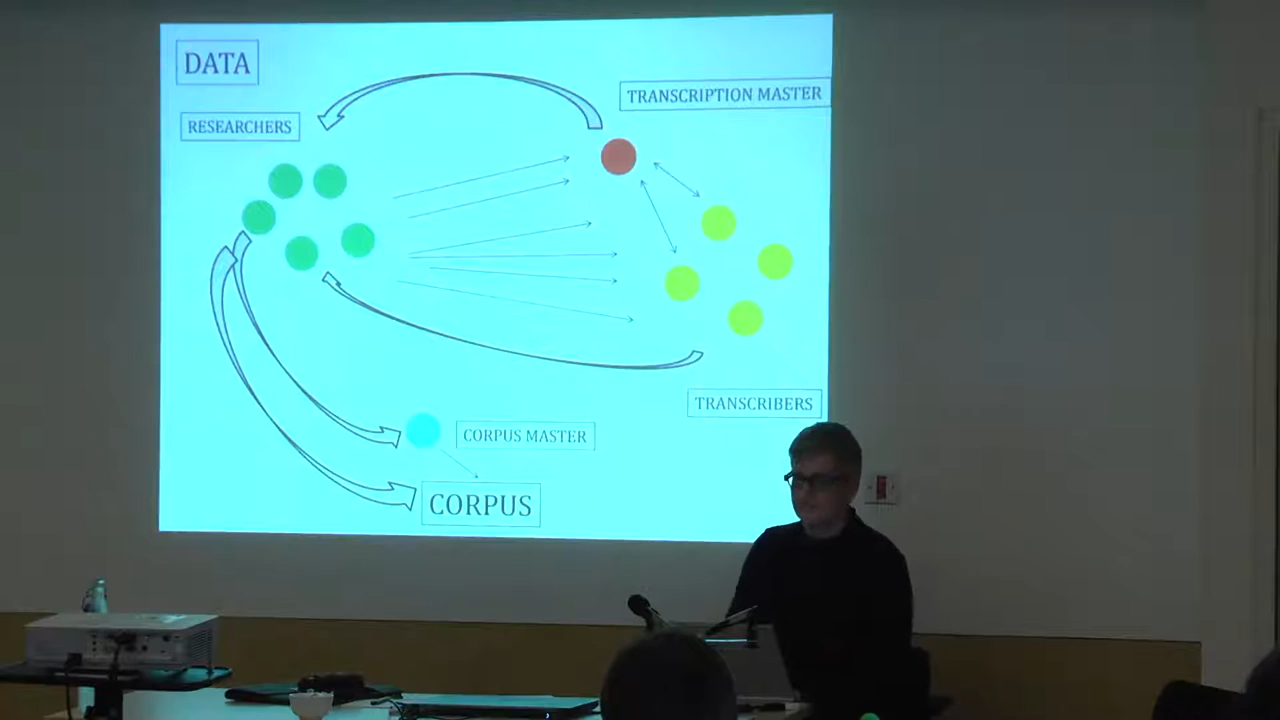 DATA
TRANSCRIPTION MASTER
RESEARCHERS
TRANSCRIBERS
CORPUS MASTER
CORPUS